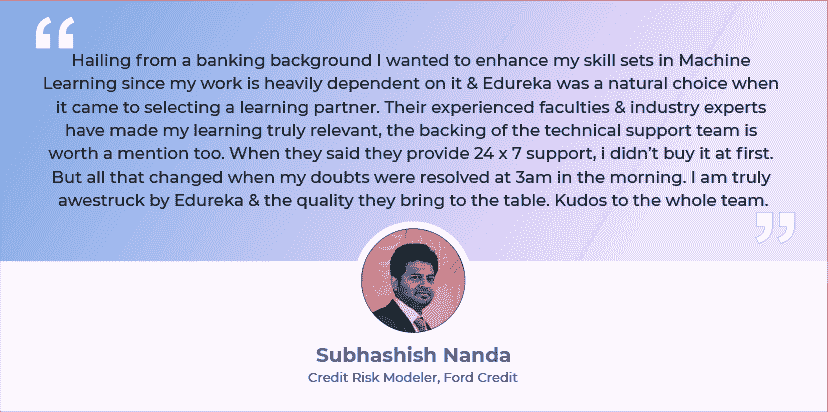 Hailing from a banking background I wanted to enhance my skill sets in Machine
Learning since my work is heavily dependent on it & Edureka was a natural choice when
it came to selecting a learning partner. Their experienced faculties & industry experts
have made my learning truly relevant, the backing of the technical support team is
worth a mention too. When they said they provide 24 x 7 support, i didn't buy it at first.
But all that changed when my doubts were resolved at 3am in the morning. I am truly
awestruck by Edureka & the quality they bring to the table. Kudos to the whole team.
Subhashish Nanda
Credit Risk Modeler, Ford Credit